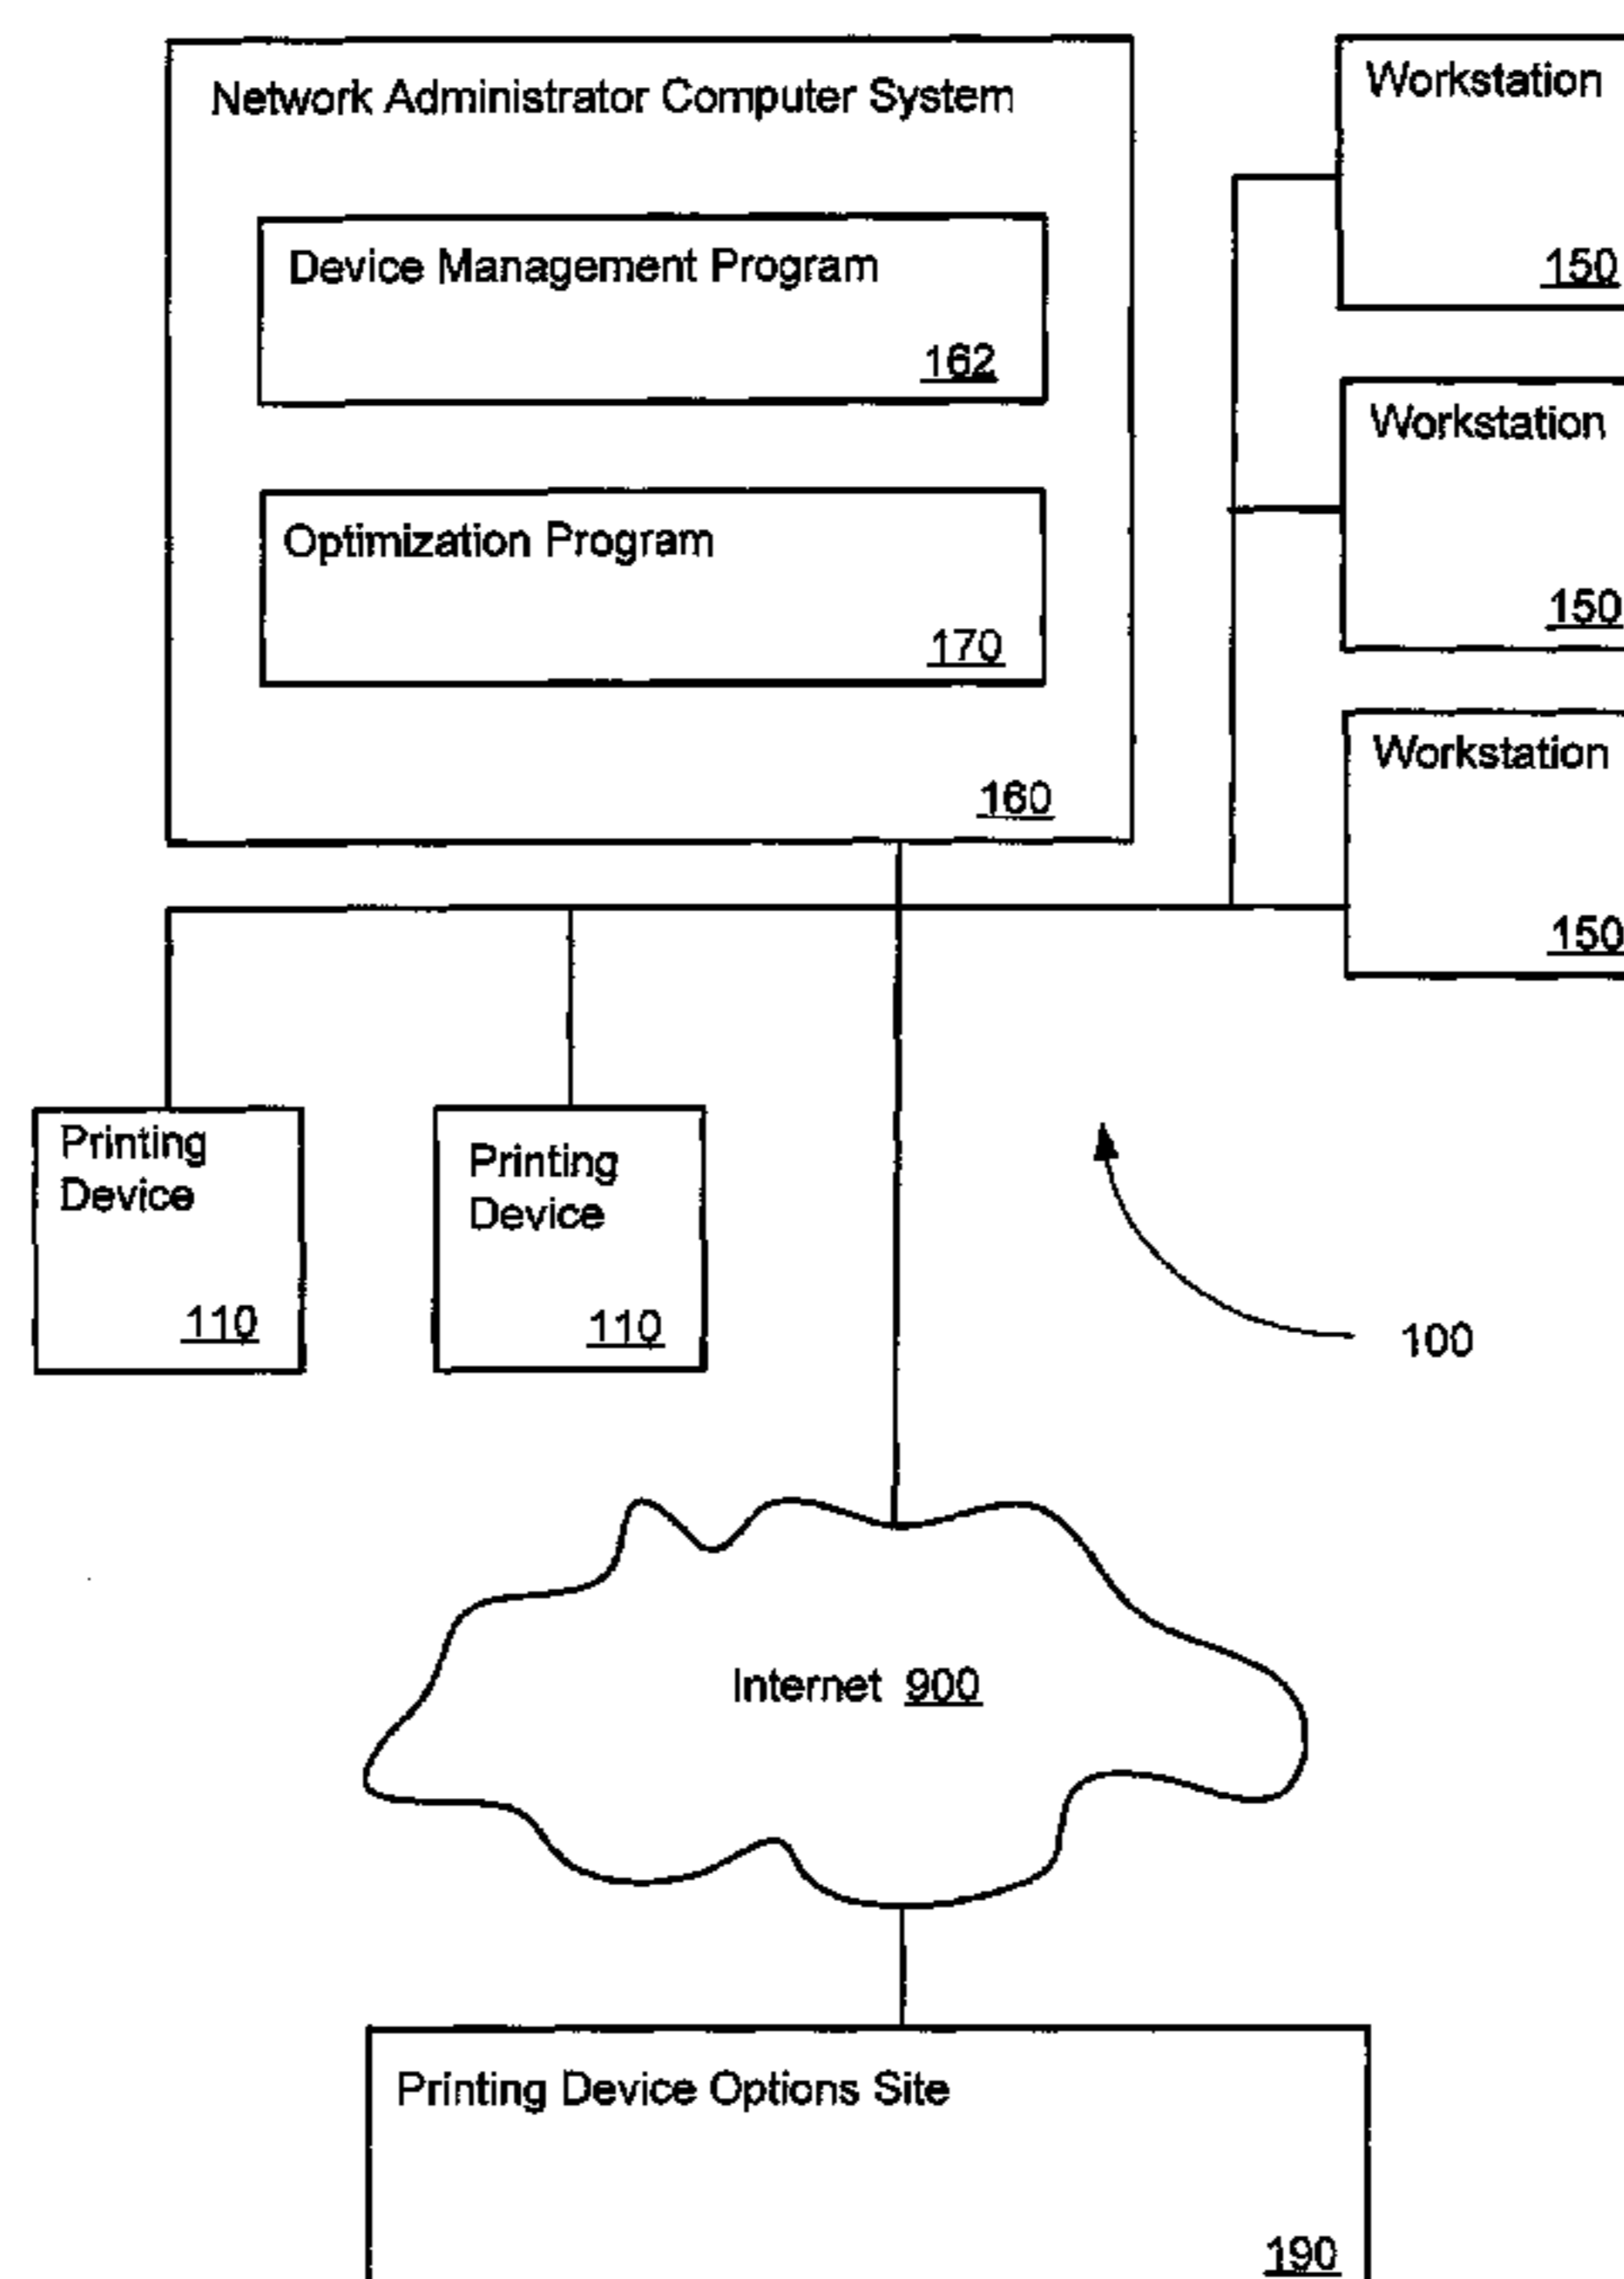 Network Administrator Computer System
Device Management Program
162
Optimization Program
170
160
Workstation
150
Workstation
150
Workstation
150
Printing
Device
110
Printing
Device
110
100
Internet 900
Printing Device Options Site
190